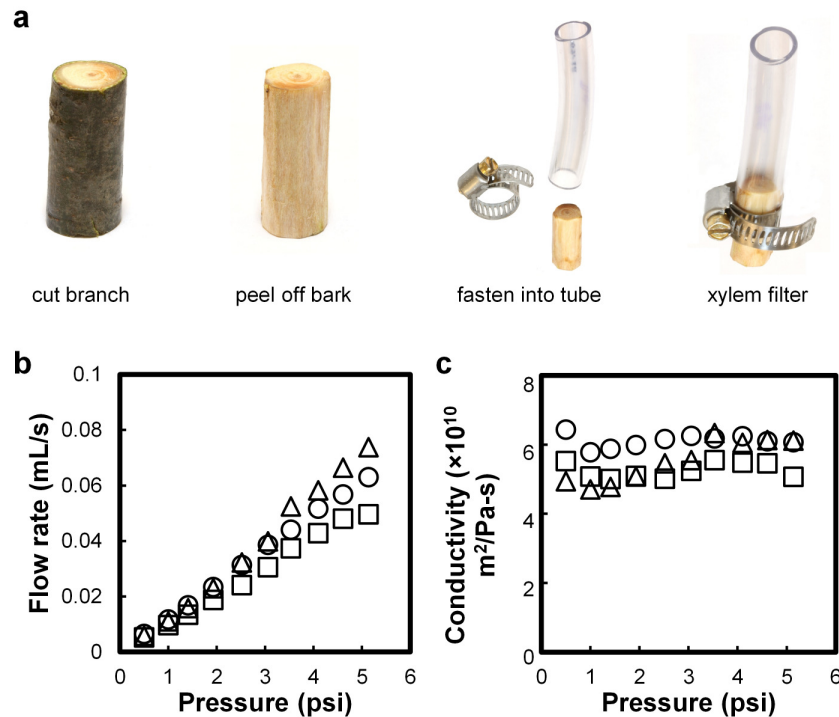 a
cut branch
peel off bark
fasten into tube
xylem filter
b
Flow rate (mL/s)
0.1
0.08
0.06
0.04
0.02
0
0 1 2 3 4 5 6
Pressure (psi)
c
Conductivity (×10¹⁰
m²/Pa-s)
8
6
4
2
0
0 1 2 3 4 5 6
Pressure (psi)